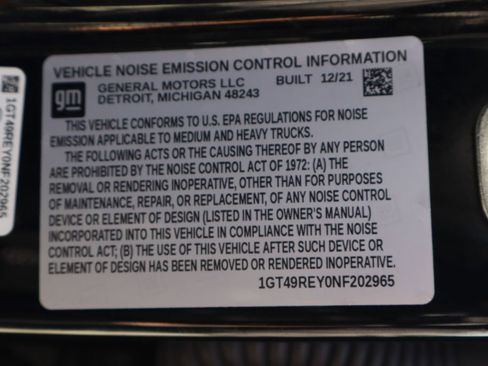 VEHICLE NOISE EMISSION CONTROL INFORMATION
gm
GENERAL MOTORS LLC BUILT 12/21
DETROIT, MICHIGAN 48243
THIS VEHICLE CONFORMS TO U.S. EPA REGULATIONS FOR NOISE
EMISSION APPLICABLE TO MEDIUM AND HEAVY TRUCKS.
THE FOLLOWING ACTS OR THE CAUSING THEREOF BY ANY PERSON
ARE PROHIBITED BY THE NOISE CONTROL ACT OF 1972: (A) THE
REMOVAL OR RENDERING INOPERATIVE, OTHER THAN FOR PURPOSES
OF MAINTENANCE, REPAIR, OR REPLACEMENT, OF ANY NOISE CONTROL
DEVICE OR ELEMENT OF DESIGN (LISTED IN THE OWNER'S MANUAL)
INCORPORATED INTO THIS VEHICLE IN COMPLIANCE WITH THE NOISE
CONTROL ACT; (B) THE USE OF THIS VEHICLE AFTER SUCH DEVICE OR
ELEMENT OF DESIGN HAS BEEN REMOVED OR RENDERED INOPERATIVE.
1GT49REY0NF202965
1GT49REY0NF202965